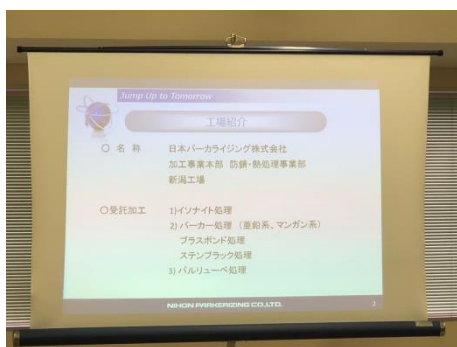 Jump Up to Tomorrow
工場紹介
○ 名 称 日本パーカライジング株式会社
加工事業本部 防錆・熱処理事業部
新潟工場
○受託加工 1)イソナイト処理
2) パーカー処理 (亜鉛系、マンガン系)
プラスボンド処理
ステンブラック処理
3) パルリューベ処理
NIHON PARKERIZING CO.,LTD.
2